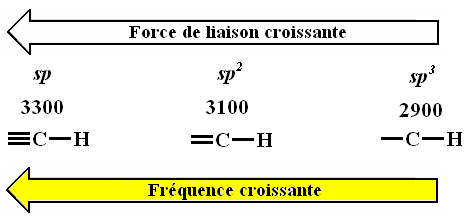 Force de liaison croissante
sp sp² sp³
3300 3100 2900
≡C—H =C—H —C—H
Fréquence croissante